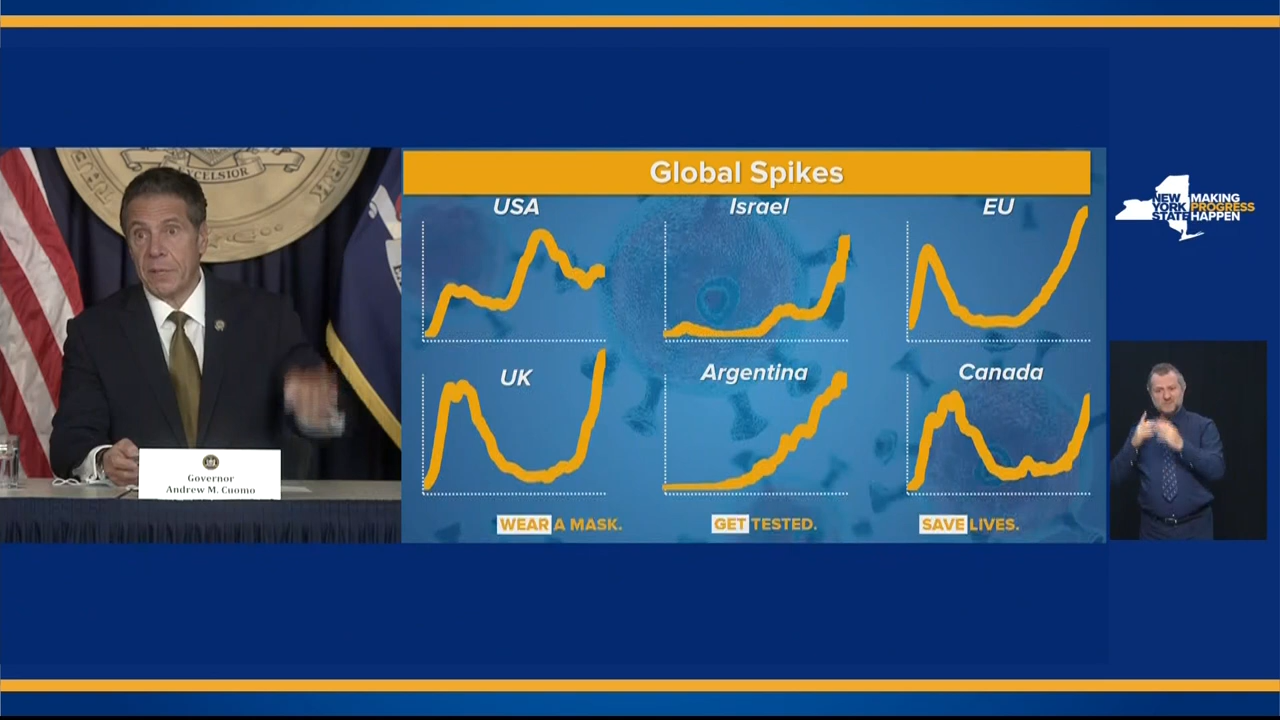 EXCELSIOR
Governor
Andrew M. Cuomo
Global Spikes
USA
Israel
EU
UK
Argentina
Canada
WEAR A MASK.
GET TESTED.
SAVE LIVES.
NEW
YORK
STATE
MAKING
PROGRESS
HAPPEN